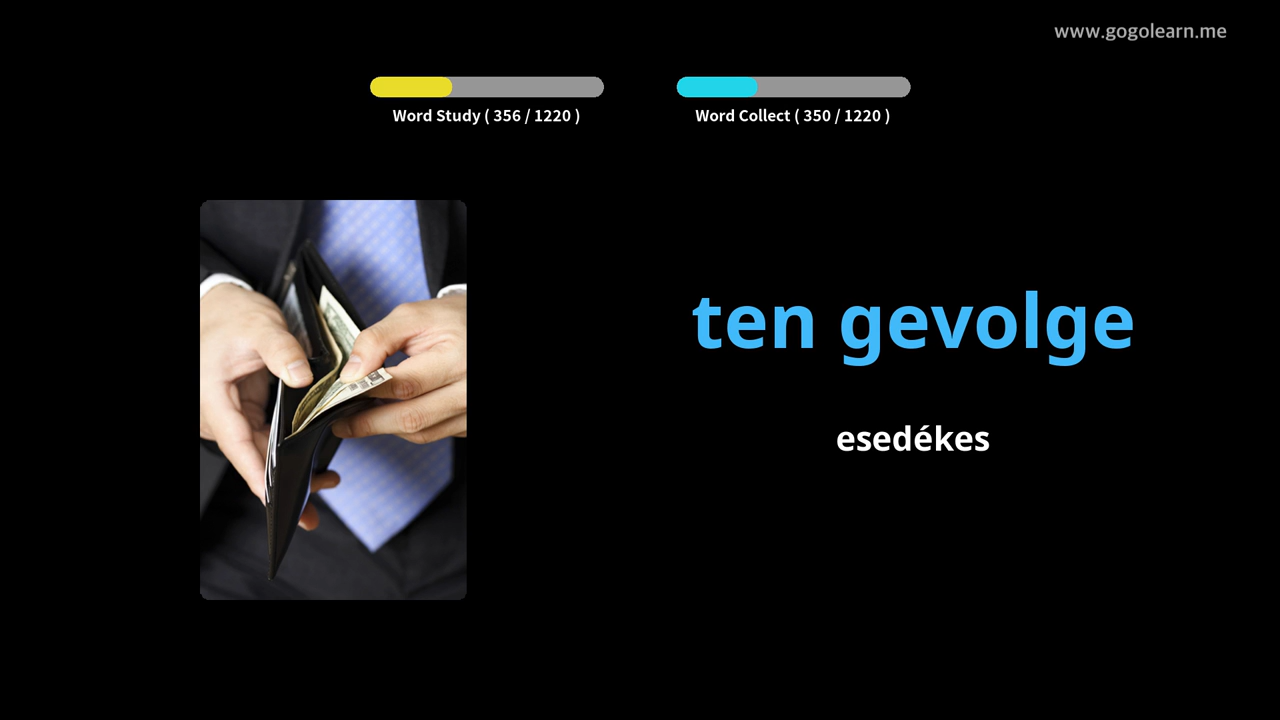 www.gogolearn.me
Word Study ( 356 / 1220 )
Word Collect ( 350 / 1220 )
ten gevolge
esedékes